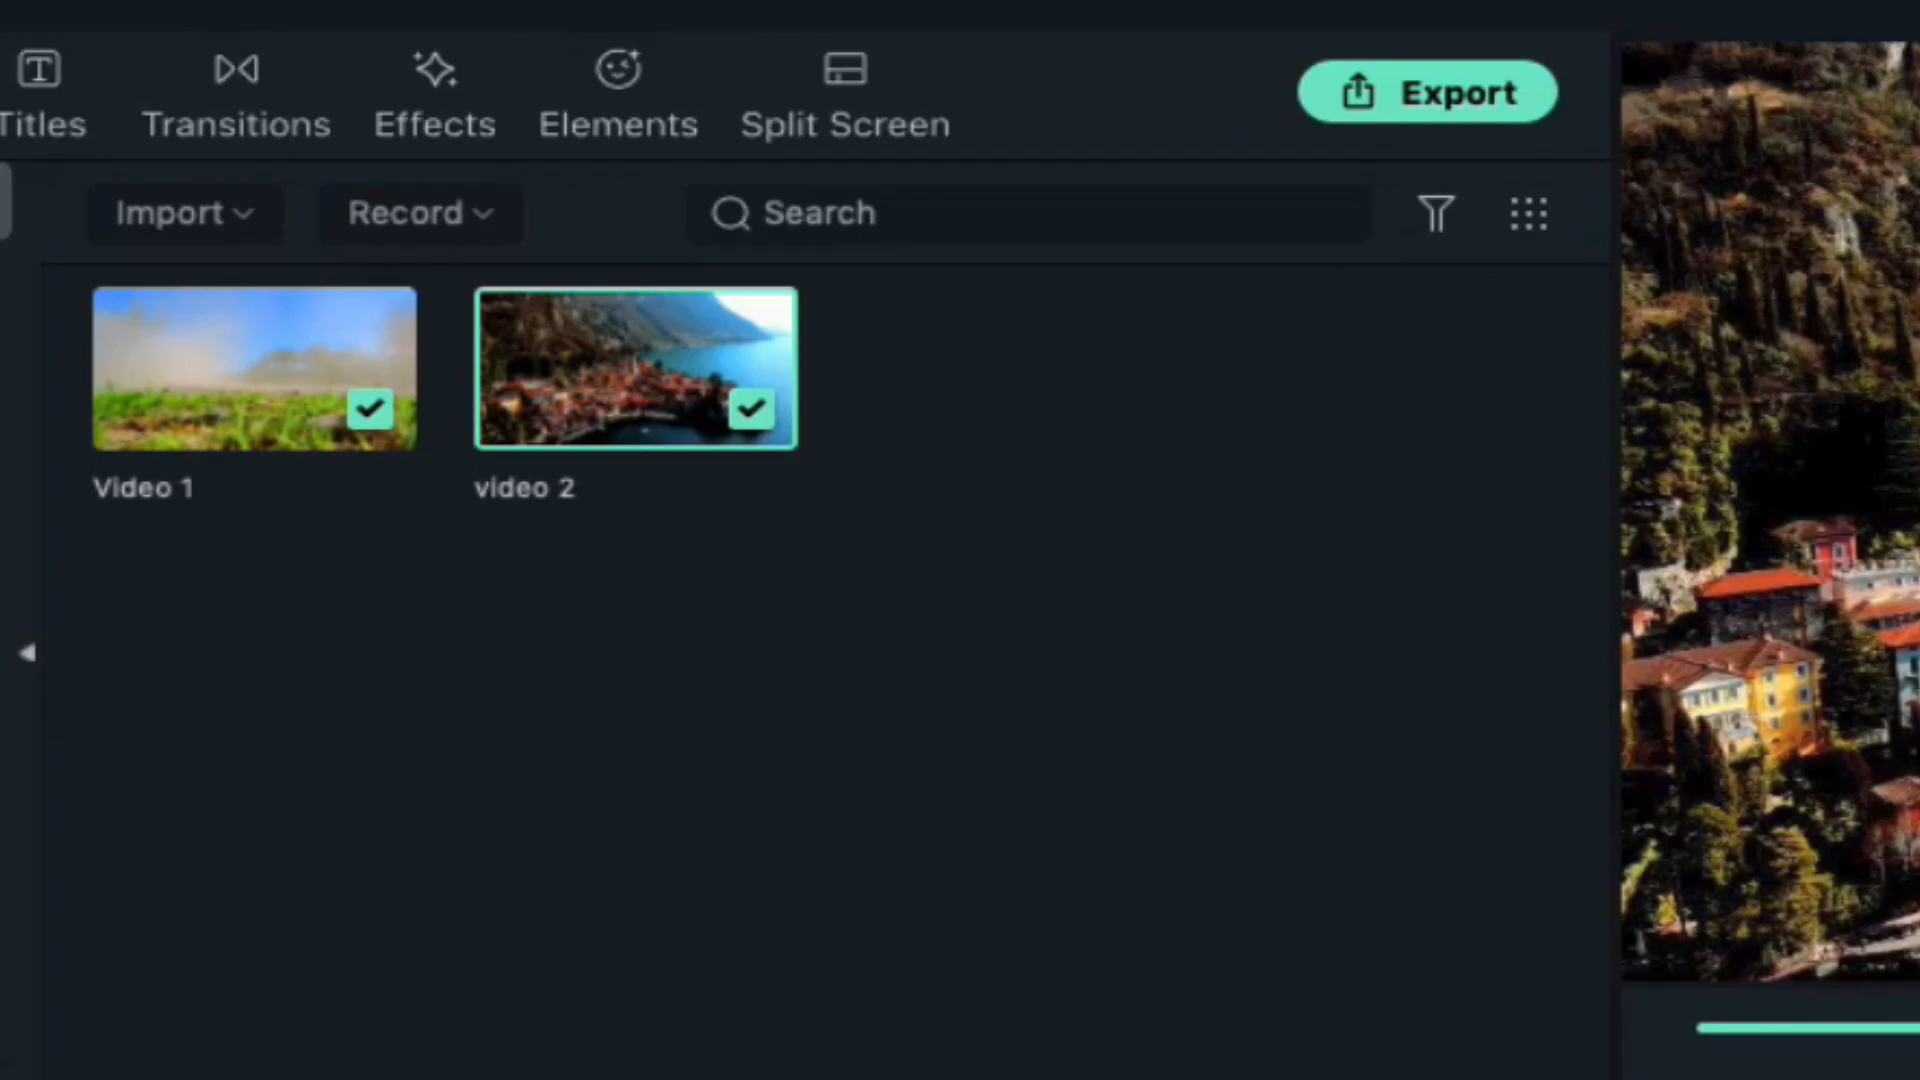 Titles Transitions Effects Elements Split Screen Export
Import Record Search
Video 1 video 2